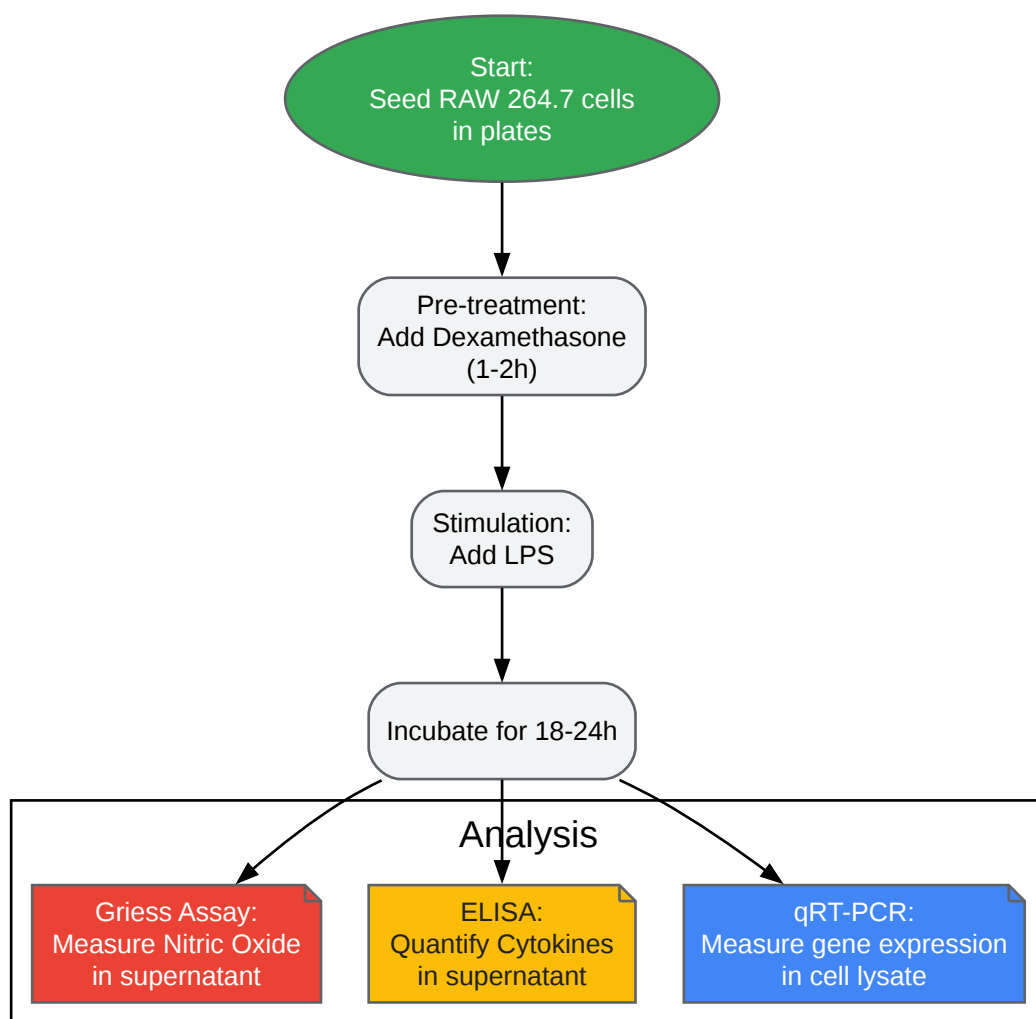 Start:
Seed RAW 264.7 cells
in plates
Pre-treatment:
Add Dexamethasone
(1-2h)
Stimulation:
Add LPS
Incubate for 18-24h
Analysis
Griess Assay:
Measure Nitric Oxide
in supernatant
ELISA:
Quantify Cytokines
in supernatant
qRT-PCR:
Measure gene expression
in cell lysate